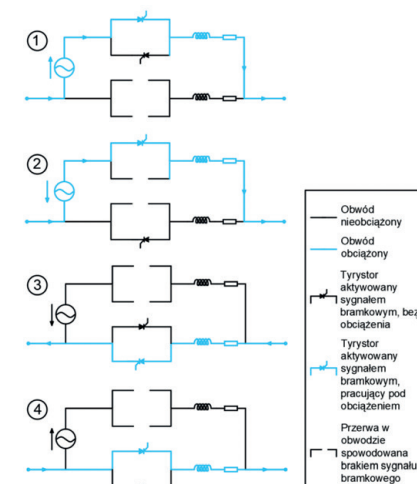 1
2
3
4
Obwód
nieobciążony
Obwód
obciążony
Tyrystor
aktywowany
sygnałem
bramkowym, bez
obciążenia
Tyrystor
aktywowany
sygnałem
bramkowym,
pracujący pod
obciążeniem
Przerwa w
obwodzie
spowodowana
brakiem sygnału
bramkowego